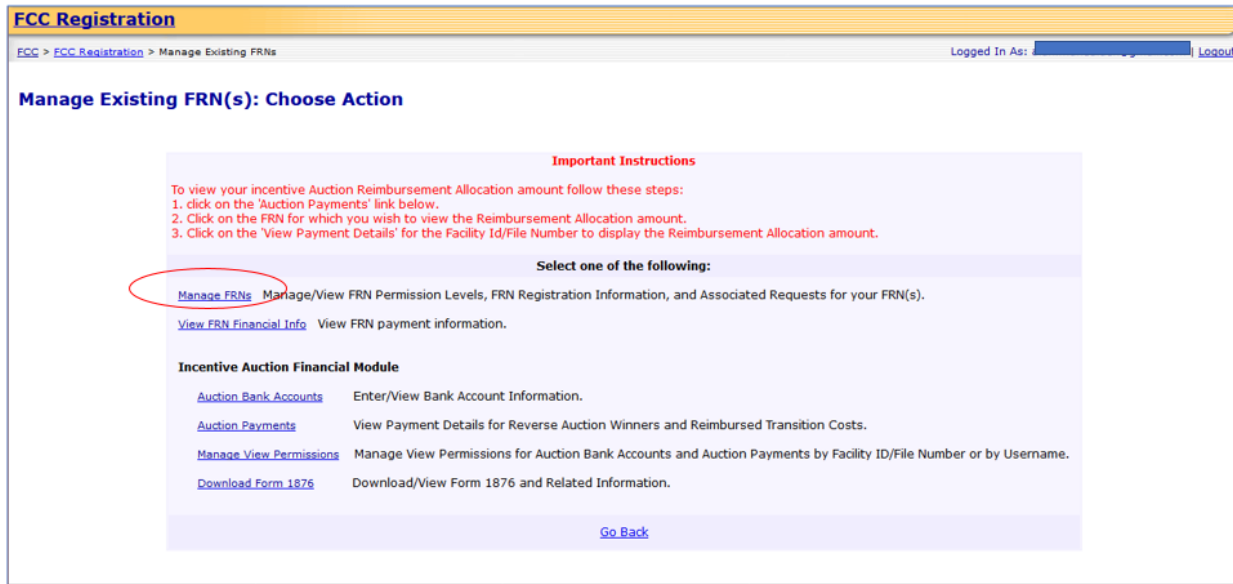 FCC Registration
FCC > FCC Registration > Manage Existing FRNs
Logged In As: | Logout
Manage Existing FRN(s): Choose Action
Important Instructions
To view your incentive Auction Reimbursement Allocation amount follow these steps:
1. click on the 'Auction Payments' link below.
2. Click on the FRN for which you wish to view the Reimbursement Allocation amount.
3. Click on the 'View Payment Details' for the Facility Id/File Number to display the Reimbursement Allocation amount.
Select one of the following:
Manage FRNs Manage/View FRN Permission Levels, FRN Registration Information, and Associated Requests for your FRN(s).
View FRN Financial Info View FRN payment information.
Incentive Auction Financial Module
Auction Bank Accounts Enter/View Bank Account Information.
Auction Payments View Payment Details for Reverse Auction Winners and Reimbursed Transition Costs.
Manage View Permissions Manage View Permissions for Auction Bank Accounts and Auction Payments by Facility ID/File Number or by Username.
Download Form 1876 Download/View Form 1876 and Related Information.
Go Back